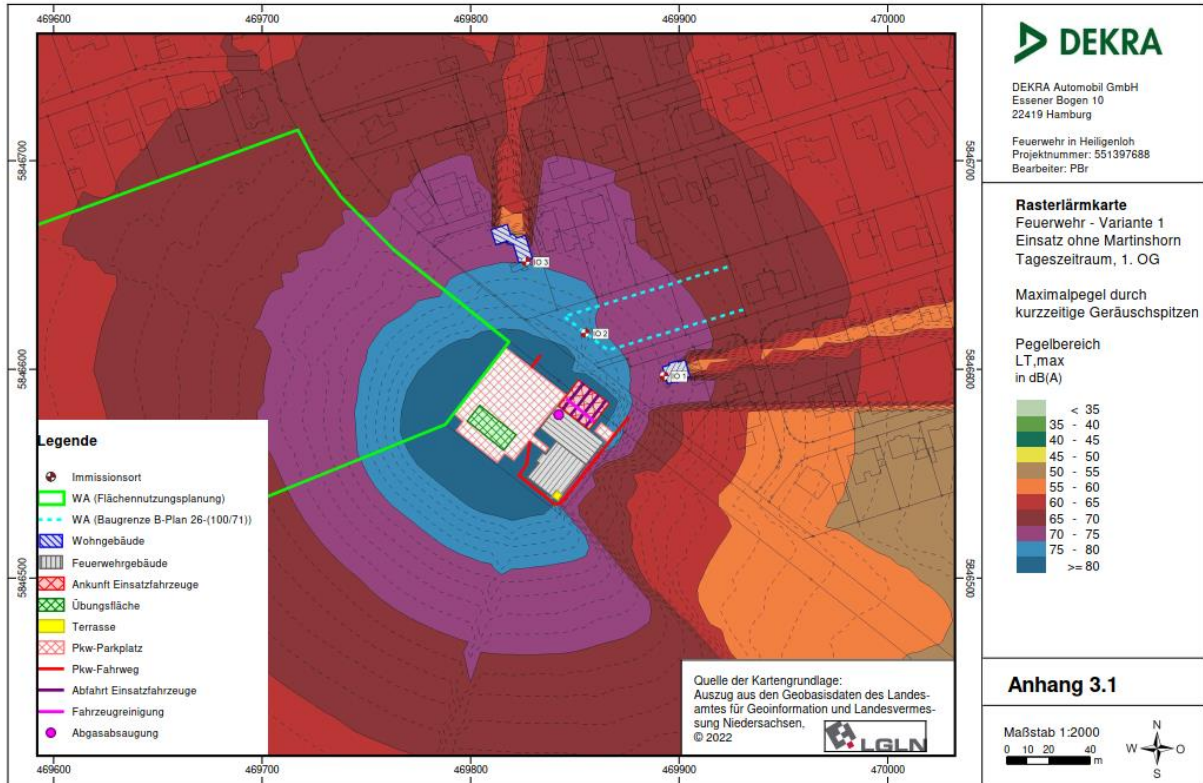 469600
469700
469800
469900
470000
5846700
5846600
5846500
5846700
5846600
5846500
IO 3
IO 2
IO 1
Legende
Immissionsort
WA (Flächennutzungsplanung)
WA (Baugrenze B-Plan 26-(100/71))
Wohngebäude
Feuerwehrgebäude
Ankunft Einsatzfahrzeuge
Übungsfläche
Terrasse
Pkw-Parkplatz
Pkw-Fahrweg
Abfahrt Einsatzfahrzeuge
Fahrzeugreinigung
Abgasabsaugung
Quelle der Kartengrundlage:
Auszug aus den Geobasisdaten des Landes-
amtes für Geoinformation und Landesvermes-
sung Niedersachsen,
© 2022
LGLN
469600
469700
469800
469900
470000
DEKRA
DEKRA Automobil GmbH
Essener Bogen 10
22419 Hamburg
Feuerwehr in Heiligenloh
Projektnummer: 551397688
Bearbeiter: PBr
Rasterlärmkarte
Feuerwehr - Variante 1
Einsatz ohne Martinshorn
Tageszeitraum, 1. OG
Maximalpegel durch
kurzzeitige Geräuschspitzen
Pegelbereich
LT,max
in dB(A)
< 35
35 - 40
40 - 45
45 - 50
50 - 55
55 - 60
60 - 65
65 - 70
70 - 75
75 - 80
>= 80
Anhang 3.1
Maßstab 1:2000
0 10 20 40
m
N
W O
S